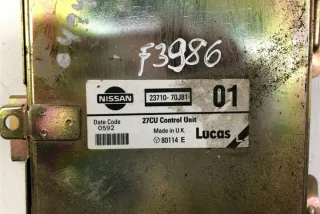 F3986
NISSAN
23710-70J81
01
Date Code
0592
27CU Control Unit
Made in U.K.
80114 E
Lucas